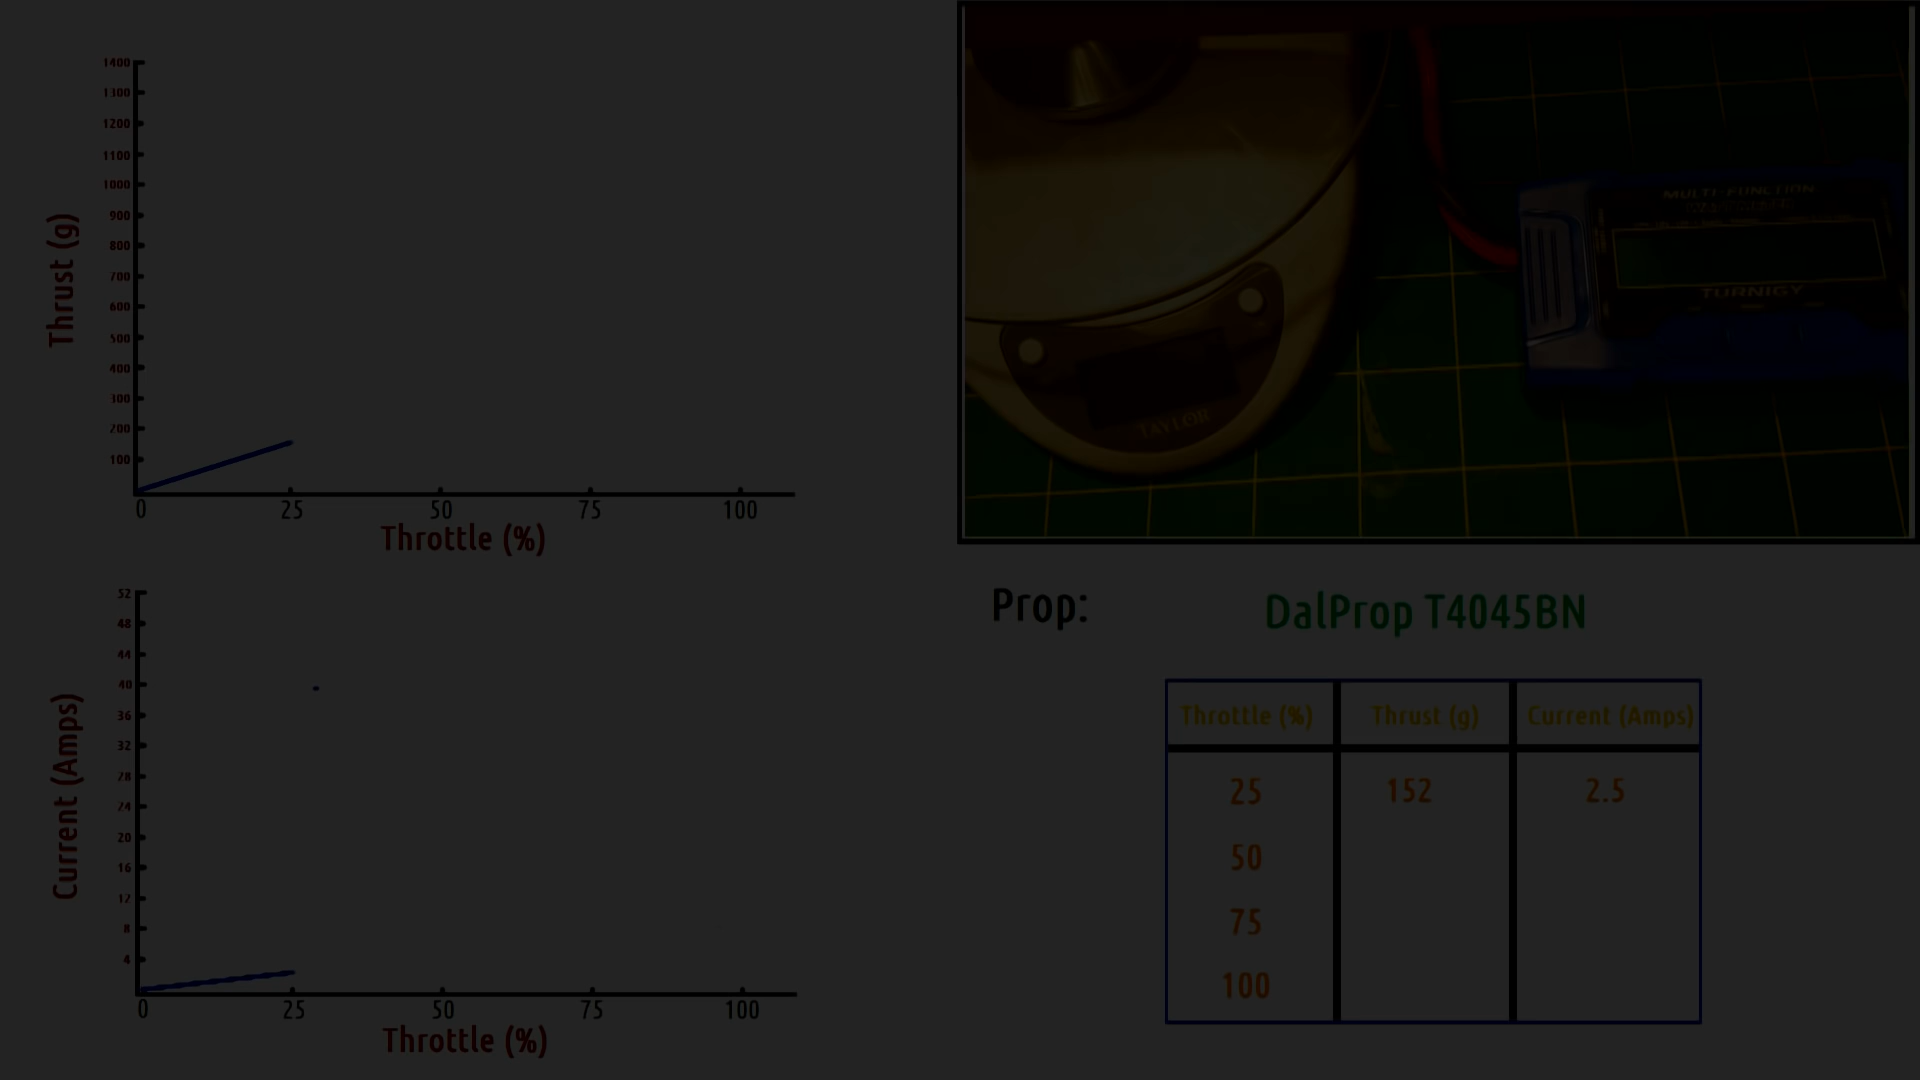 1400
1300
1200
1100
1000
900
800
700
600
500
400
300
200
100
Thrust (g)
0 25 50 75 100
Throttle (%)
MULTI-FUNCTION
TURNIGY
TAYLOR
52
48
44
40
36
32
28
24
20
16
12
8
4
Current (Amps)
0 25 50 75 100
Throttle (%)
Prop: DalProp T4045BN
Throttle (%) Thrust (g) Current (Amps)
25 152 2.5
50
75
100